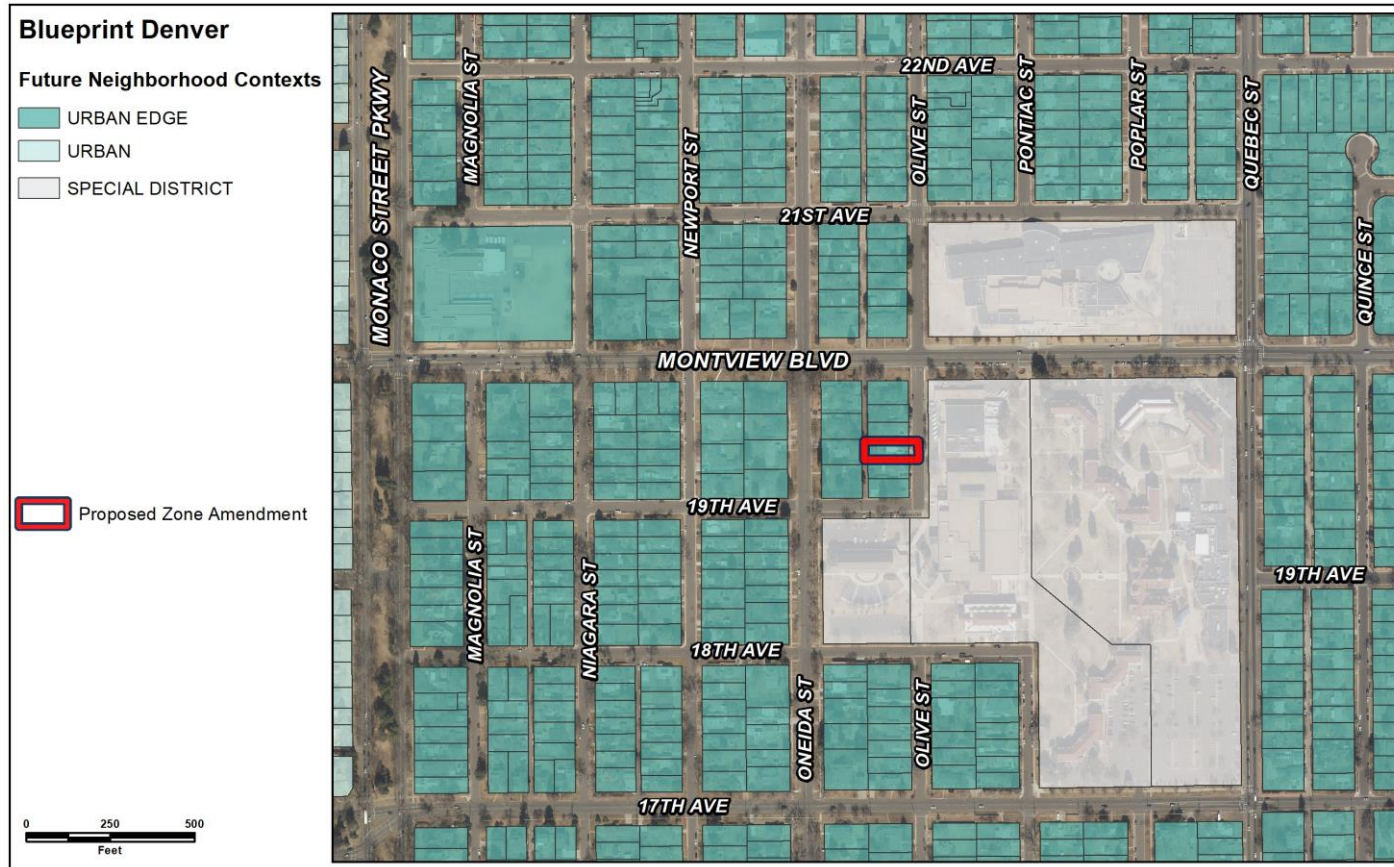 Blueprint Denver
Future Neighborhood Contexts
URBAN EDGE
URBAN
SPECIAL DISTRICT
Proposed Zone Amendment
0 250 500
Feet
22ND AVE
MONACO STREET PKWY
MAGNOLIA ST
NEWPORT ST
OLIVE ST
PONTIAC ST
POPLAR ST
QUEBEC ST
QUINCE ST
21ST AVE
MONTVIEW BLVD
19TH AVE
19TH AVE
MAGNOLIA ST
NIAGARA ST
18TH AVE
ONEIDA ST
OLIVE ST
17TH AVE